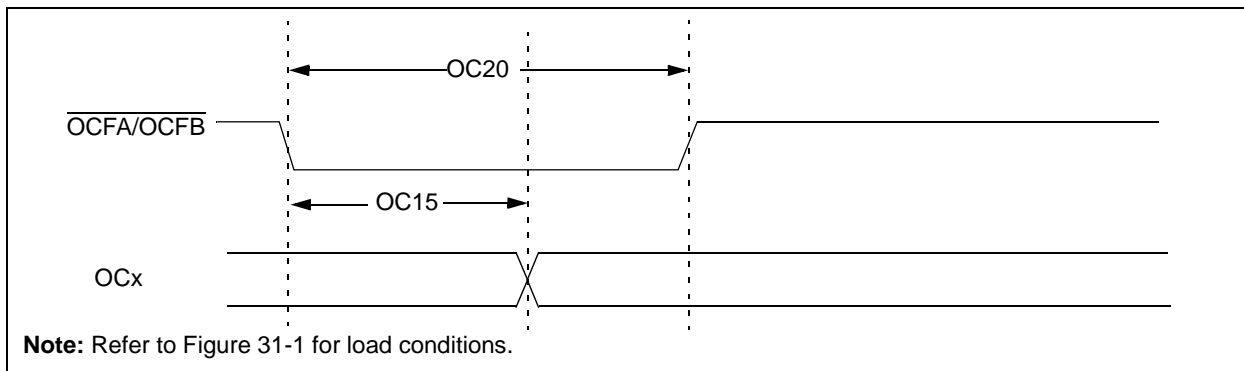 OC20
OCFA/OCFB
OC15
OCx
Note: Refer to Figure 31-1 for load conditions.